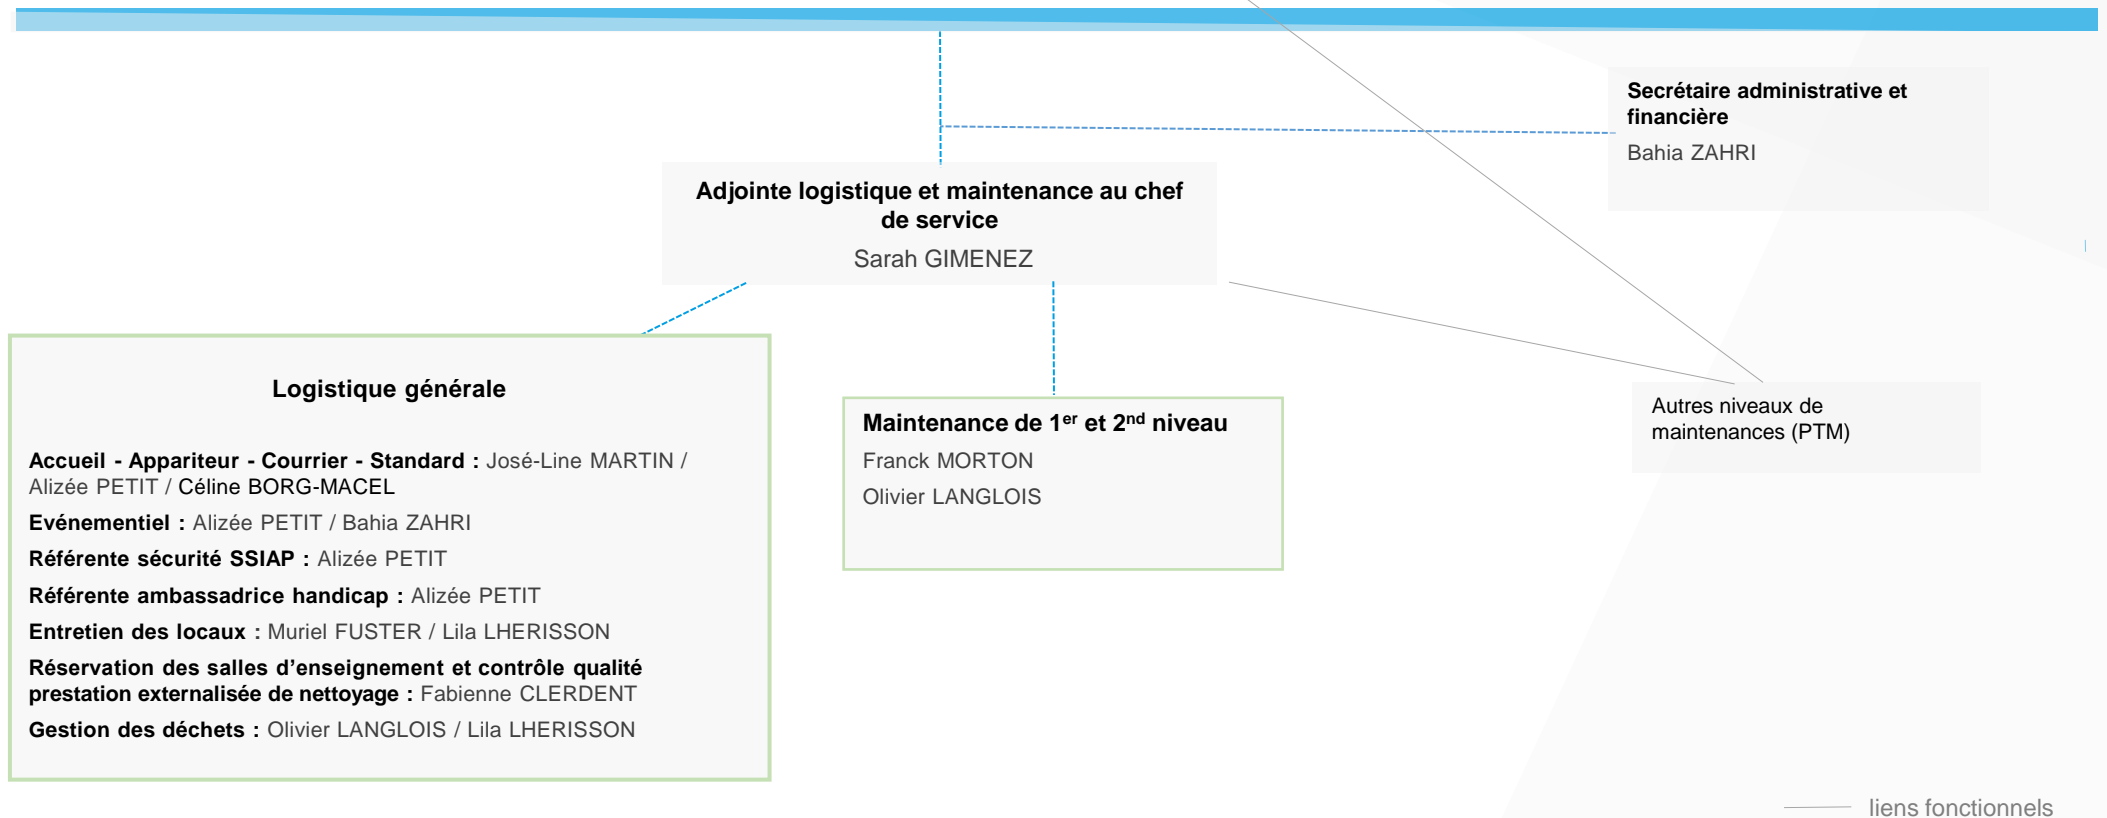 Secrétaire administrative et
financière
Bahia ZAHRI
Adjointe logistique et maintenance au chef
de service
Sarah GIMENEZ
Logistique générale
Accueil - Appariteur - Courrier - Standard : José-Line MARTIN /
Alizée PETIT / Céline BORG-MACEL
Evénementiel : Alizée PETIT / Bahia ZAHRI
Référente sécurité SSIAP : Alizée PETIT
Référente ambassadrice handicap : Alizée PETIT
Entretien des locaux : Muriel FUSTER / Lila LHERISSON
Réservation des salles d’enseignement et contrôle qualité
prestation externalisée de nettoyage : Fabienne CLERDENT
Gestion des déchets : Olivier LANGLOIS / Lila LHERISSON
Maintenance de 1er et 2nd niveau
Franck MORTON
Olivier LANGLOIS
Autres niveaux de
maintenances (PTM)
liens fonctionnels